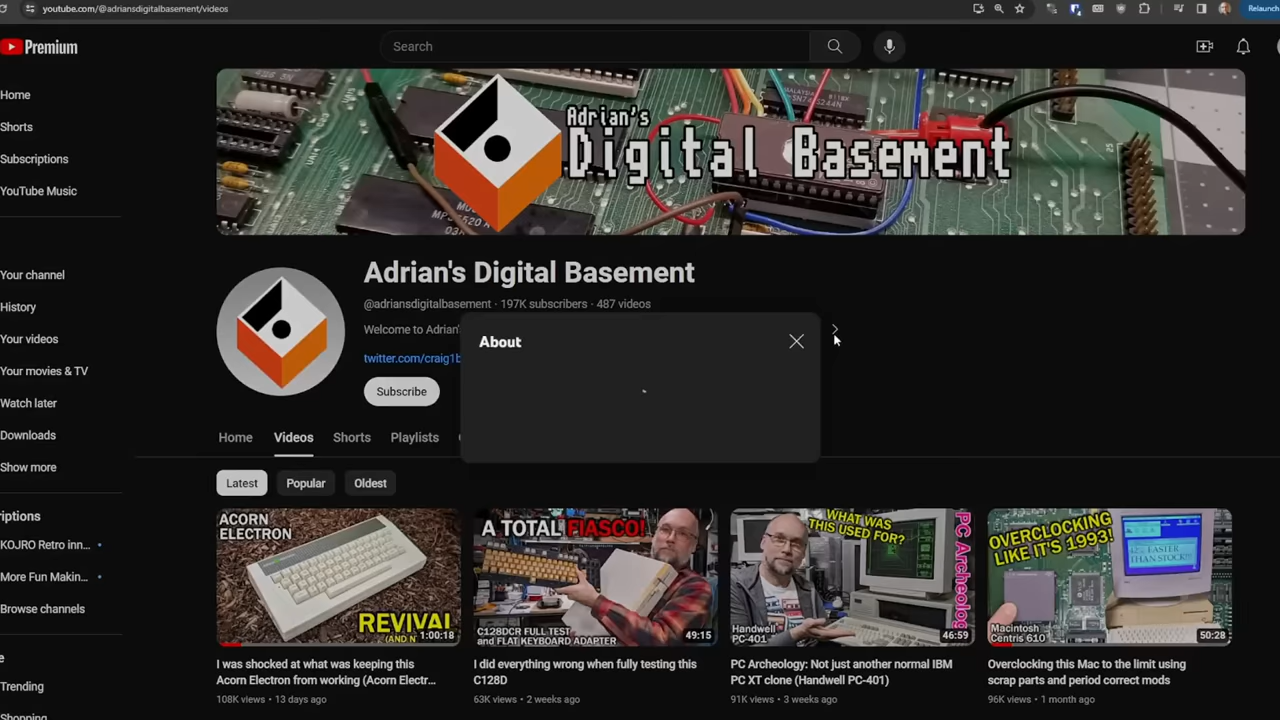 youtube.com/@adriansdigitalbasement/videos
Relaunch
Premium
Search
Home
Shorts
Subscriptions
YouTube Music
Your channel
History
Your videos
Your movies & TV
Watch later
Downloads
Show more
riptions
KOJRO Retro inn...
More Fun Makin...
Browse channels
e
Trending
Shopping
Adrian's
Digital Basement
Adrian's Digital Basement
@adriansdigitalbasement · 197K subscribers · 487 videos
Welcome to Adrian'
twitter.com/craig1b
Subscribe
About
Home
Videos
Shorts
Playlists
Latest
Popular
Oldest
ACORN
ELECTRON
REVIVAL
1:00:18
I was shocked at what was keeping this
Acorn Electron from working (Acorn Electr...
108K views · 13 days ago
A TOTAL FIASCO!
C128DCR FULL TEST
and FLAT KEYBOARD ADAPTER
49:15
I did everything wrong when fully testing this
C128D
63K views · 2 weeks ago
WHAT WAS
THIS USED FOR?
PC Archeolog
Handwell
PC-401
46:59
PC Archeology: Not just another normal IBM
PC XT clone (Handwell PC-401)
91K views · 3 weeks ago
OVERCLOCKING
LIKE IT'S 1993!
Macintosh
Centris 610
50:28
Overclocking this Mac to the limit using
scrap parts and period correct mods
96K views · 1 month ago